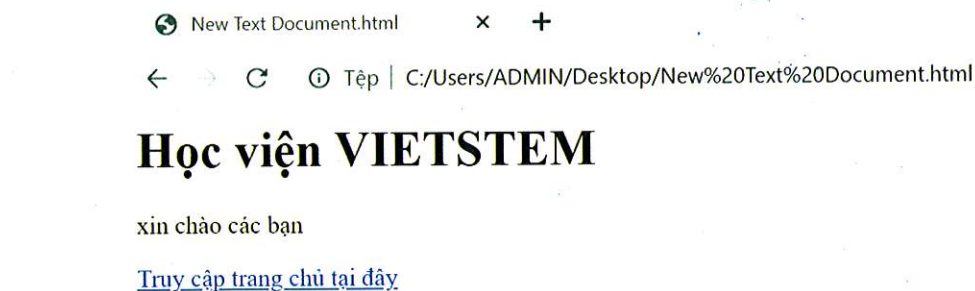 New Text Document.html
Tệp | C:/Users/ADMIN/Desktop/New%20Text%20Document.html
Học viện VIETSTEM
xin chào các bạn
Truy cập trang chủ tại đây